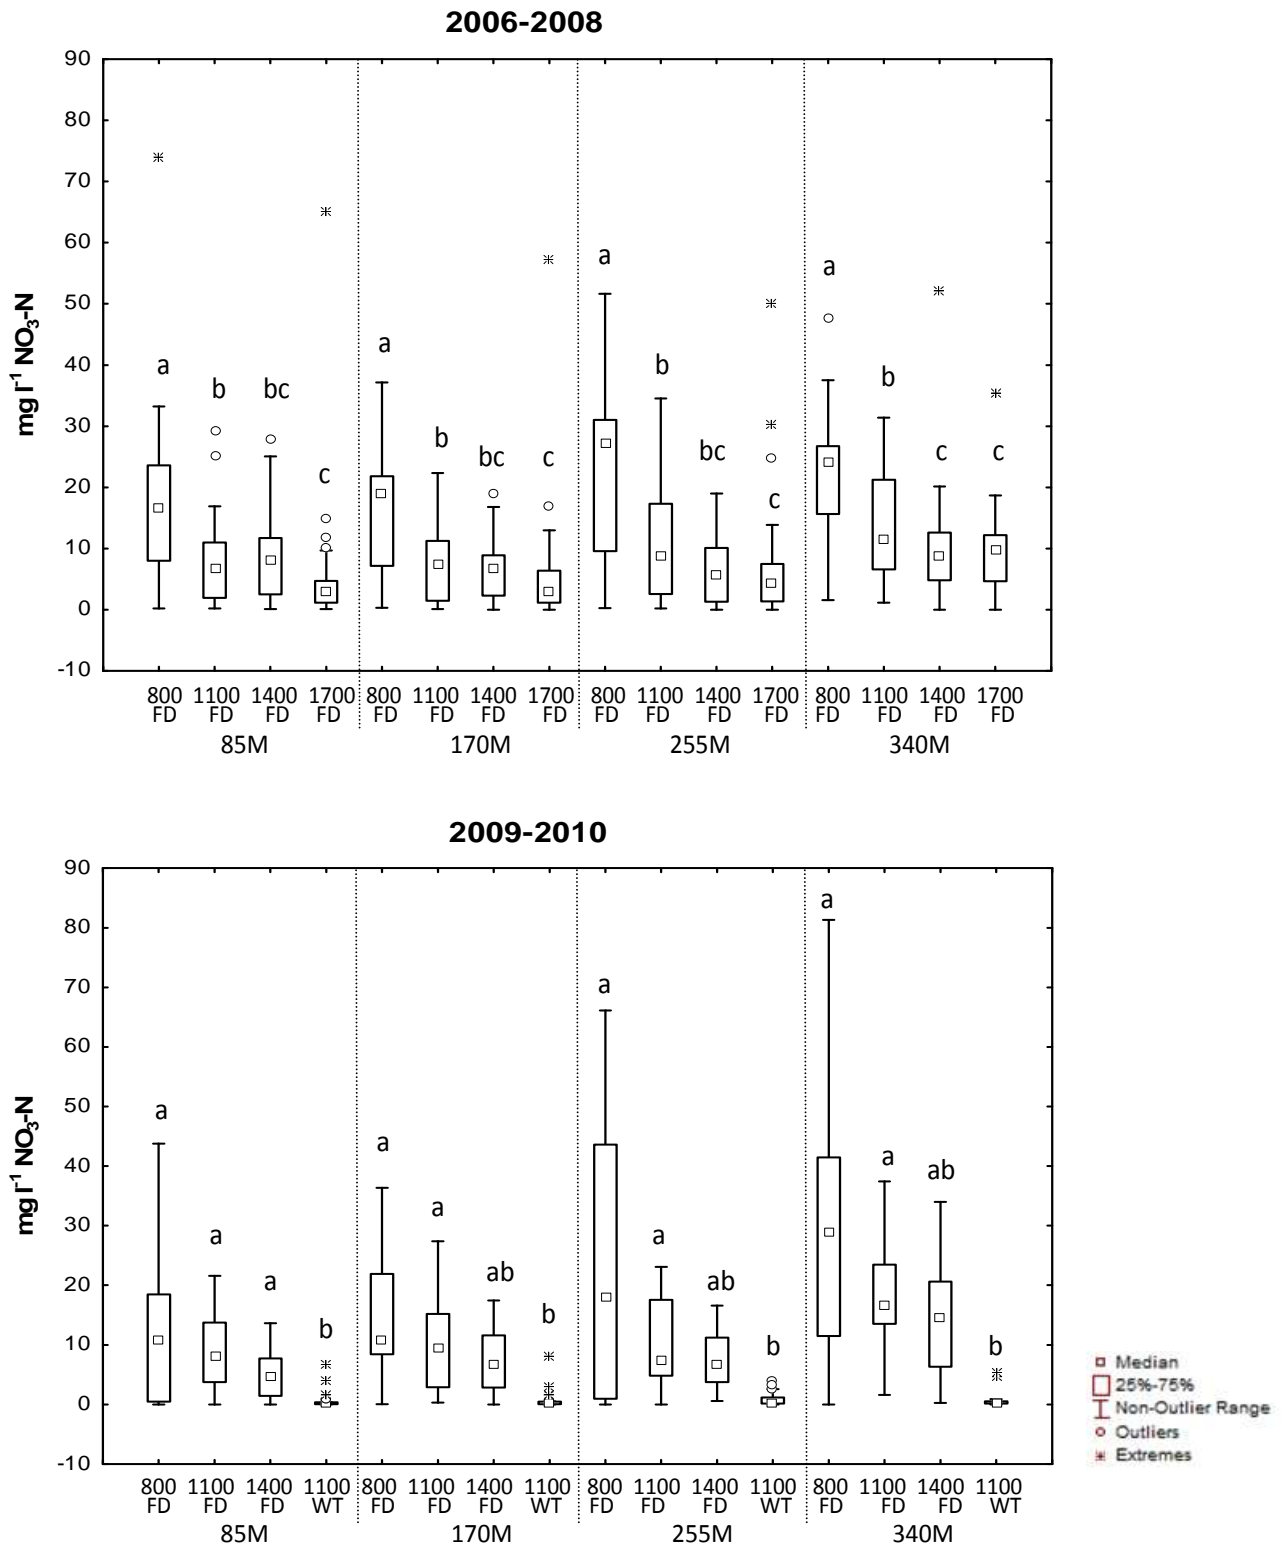 2006-2008
90
80
70
60
50
40
30
20
10
0
-10
mg l⁻¹ NO₃-N
a b bc c a b bc c a b bc c a b c c
800 1100 1400 1700 800 1100 1400 1700 800 1100 1400 1700 800 1100 1400 1700
FD FD FD FD FD FD FD FD FD FD FD FD FD FD FD FD
85M 170M 255M 340M
2009-2010
90
80
70
60
50
40
30
20
10
0
-10
mg l⁻¹ NO₃-N
a a a b a a ab b a a ab b a a ab b
800 1100 1400 1100 800 1100 1400 1100 800 1100 1400 1100 800 1100 1400 1100
FD FD FD WT FD FD FD WT FD FD FD WT FD FD FD WT
85M 170M 255M 340M
Median
25%-75%
Non-Outlier Range
Outliers
Extremes